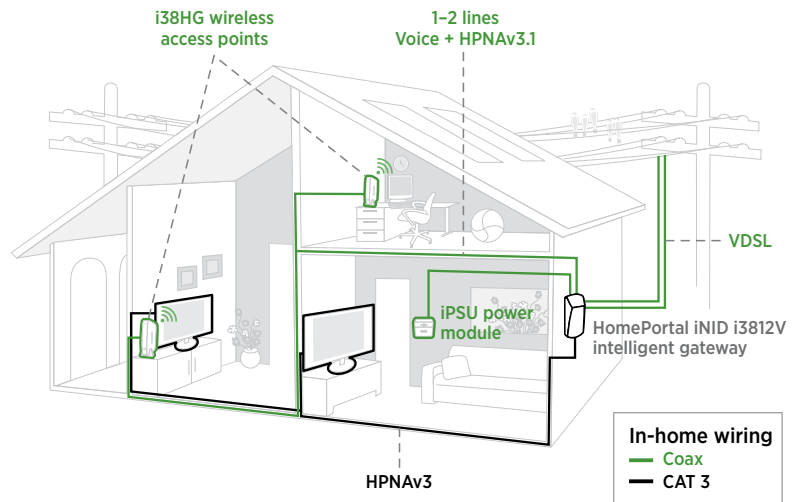 i38HG wireless
access points
1–2 lines
Voice + HPNAv3.1
VDSL
iPSU power
module
HomePortal iNID i3812V
intelligent gateway
HPNAv3
In-home wiring
Coax
CAT 3